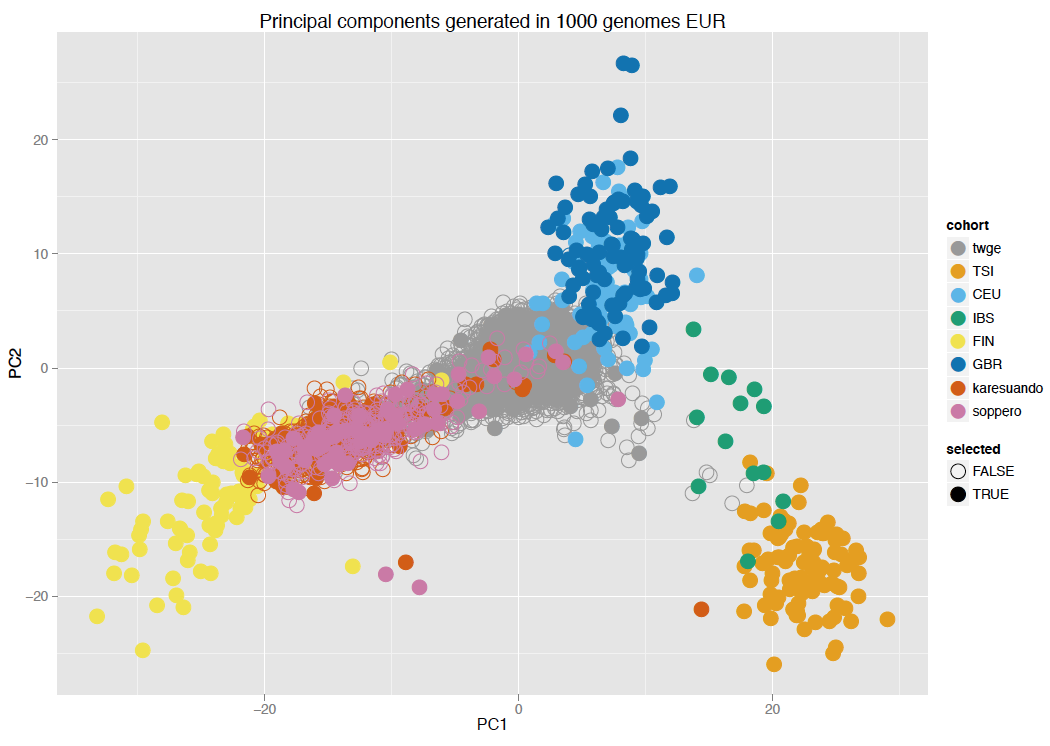 Principal components generated in 1000 genomes EUR
20
10
0
−10
−20
PC2
−20
0
20
PC1
cohort
twge
TSI
CEU
IBS
FIN
GBR
karesuando
soppero
selected
FALSE
TRUE